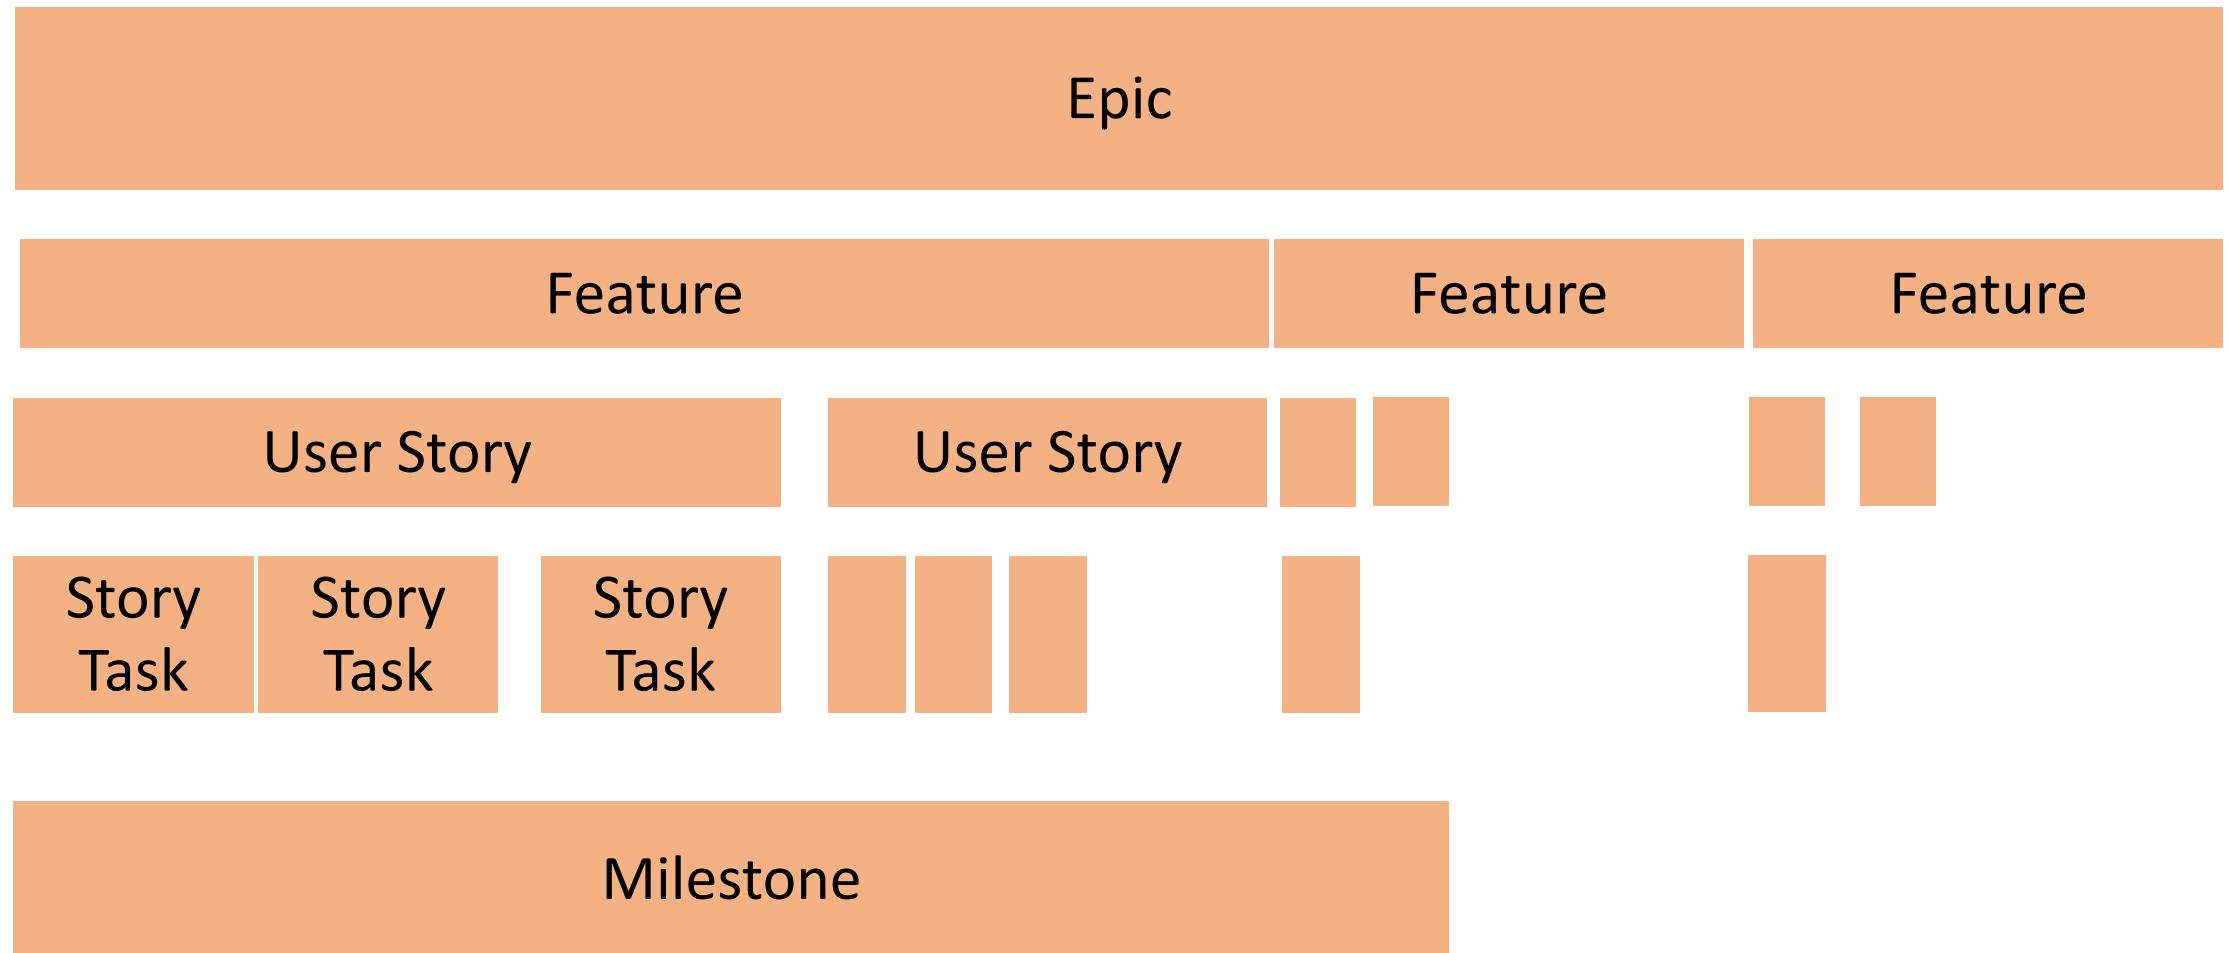 Epic
Feature
Feature
Feature
User Story
User Story
Story
Task
Story
Task
Story
Task
Milestone